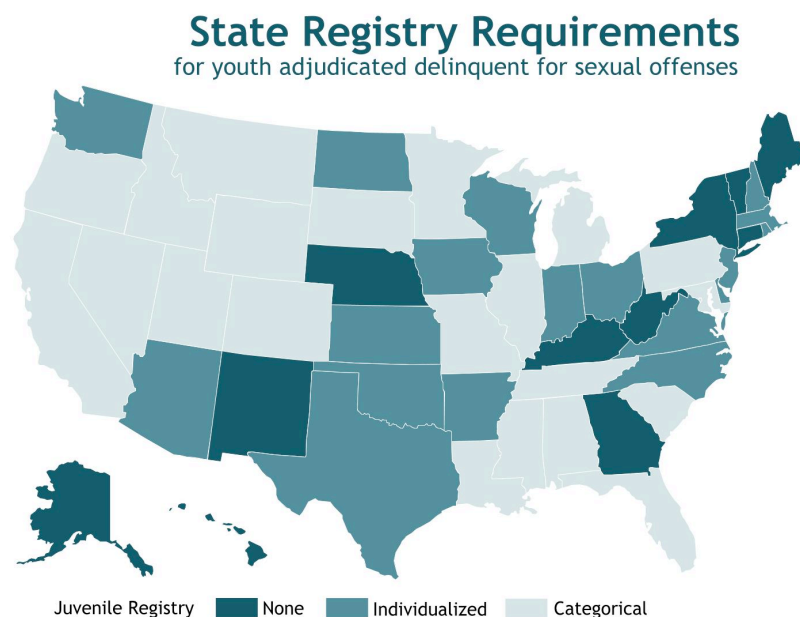 State Registry Requirements
for youth adjudicated delinquent for sexual offenses
Juvenile Registry None Individualized Categorical